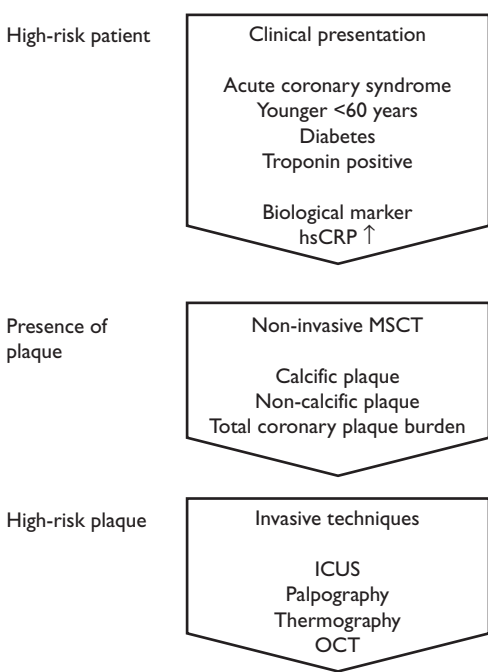 High-risk patient
Clinical presentation
Acute coronary syndrome
Younger <60 years
Diabetes
Troponin positive
Biological marker
hsCRP ↑
Presence of
plaque
Non-invasive MSCT
Calcific plaque
Non-calcific plaque
Total coronary plaque burden
High-risk plaque
Invasive techniques
ICUS
Palpography
Thermography
OCT